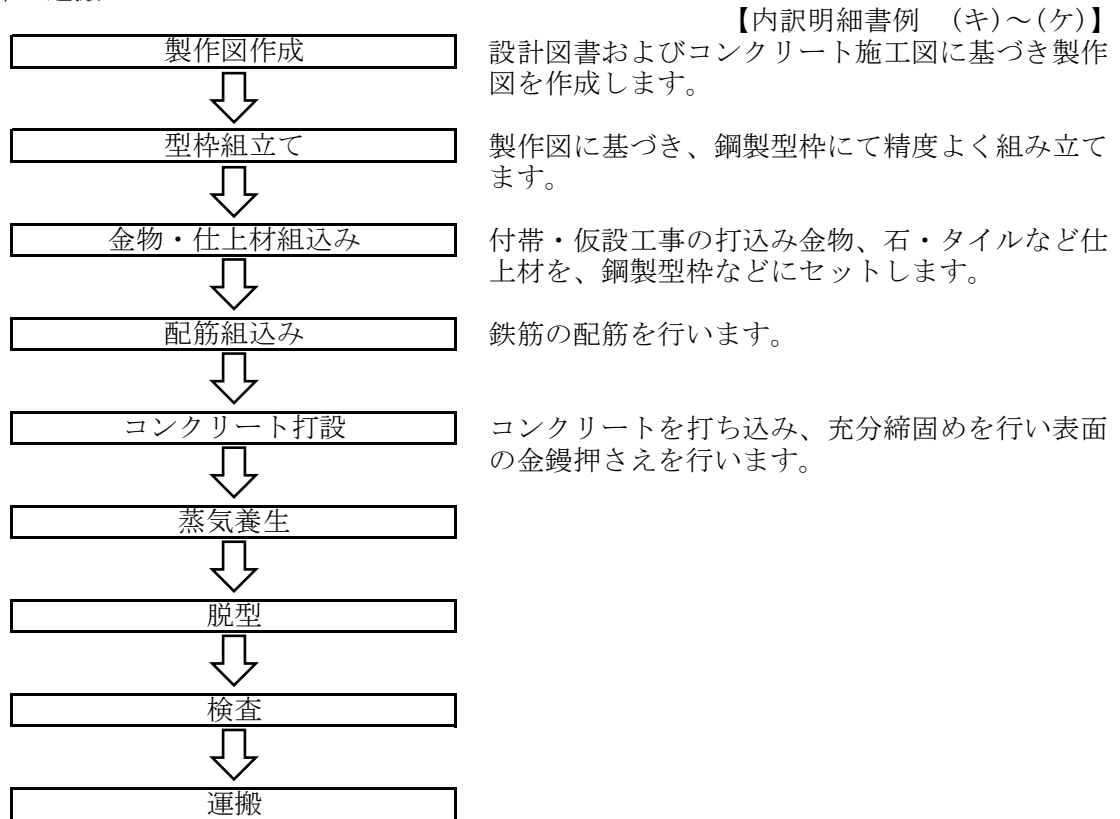 【内訳明細書例　(キ)～(ケ)】
製作図作成
設計図書およびコンクリート施工図に基づき製作
図を作成します。
型枠組立て
製作図に基づき、鋼製型枠にて精度よく組み立て
ます。
金物・仕上材組込み
付帯・仮設工事の打込み金物、石・タイルなど仕
上材を、鋼製型枠などにセットします。
配筋組込み
鉄筋の配筋を行います。
コンクリート打設
コンクリートを打ち込み、充分締固めを行い表面
の金鏝押さえを行います。
蒸気養生
脱型
検査
運搬